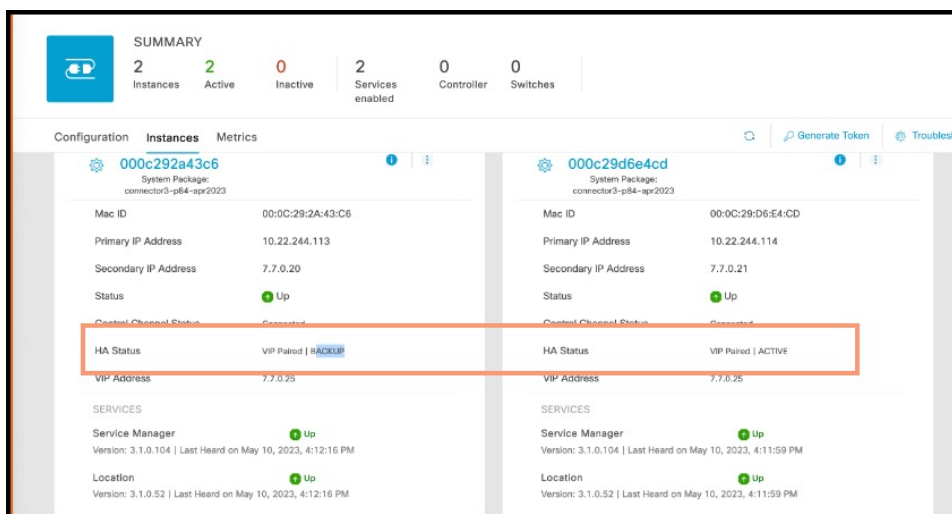 SUMMARY
2 2 0 2 0 0
Instances Active Inactive Services enabled Controller Switches
Configuration Instances Metrics Generate Token Troublesh
000c292a43c6
System Package:
connector3-p84-apr2023
Mac ID 00:0C:29:2A:43:C6
Primary IP Address 10.22.244.113
Secondary IP Address 7.7.0.20
Status Up
Control Channel Status Connected
HA Status VIP Paired | BACKUP
VIP Address 7.7.0.25
SERVICES
Service Manager Up
Version: 3.1.0.104 | Last Heard on May 10, 2023, 4:12:16 PM
Location Up
Version: 3.1.0.52 | Last Heard on May 10, 2023, 4:12:16 PM
000c29d6e4cd
System Package:
connector3-p84-apr2023
Mac ID 00:0C:29:D6:E4:CD
Primary IP Address 10.22.244.114
Secondary IP Address 7.7.0.21
Status Up
Control Channel Status Connected
HA Status VIP Paired | ACTIVE
VIP Address 7.7.0.25
SERVICES
Service Manager Up
Version: 3.1.0.104 | Last Heard on May 10, 2023, 4:11:59 PM
Location Up
Version: 3.1.0.52 | Last Heard on May 10, 2023, 4:11:59 PM